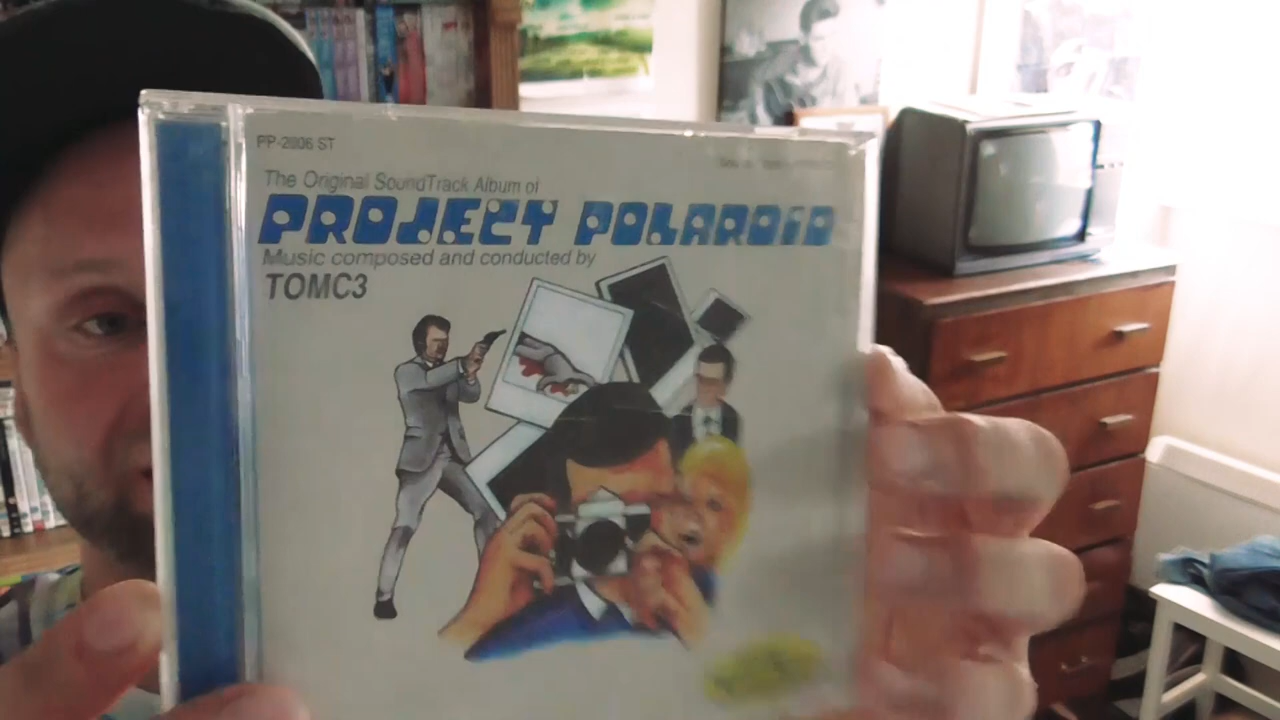 PP-2006 ST
The Original SoundTrack Album of
PROJECT POLAROID
Music composed and conducted by
TOMC3